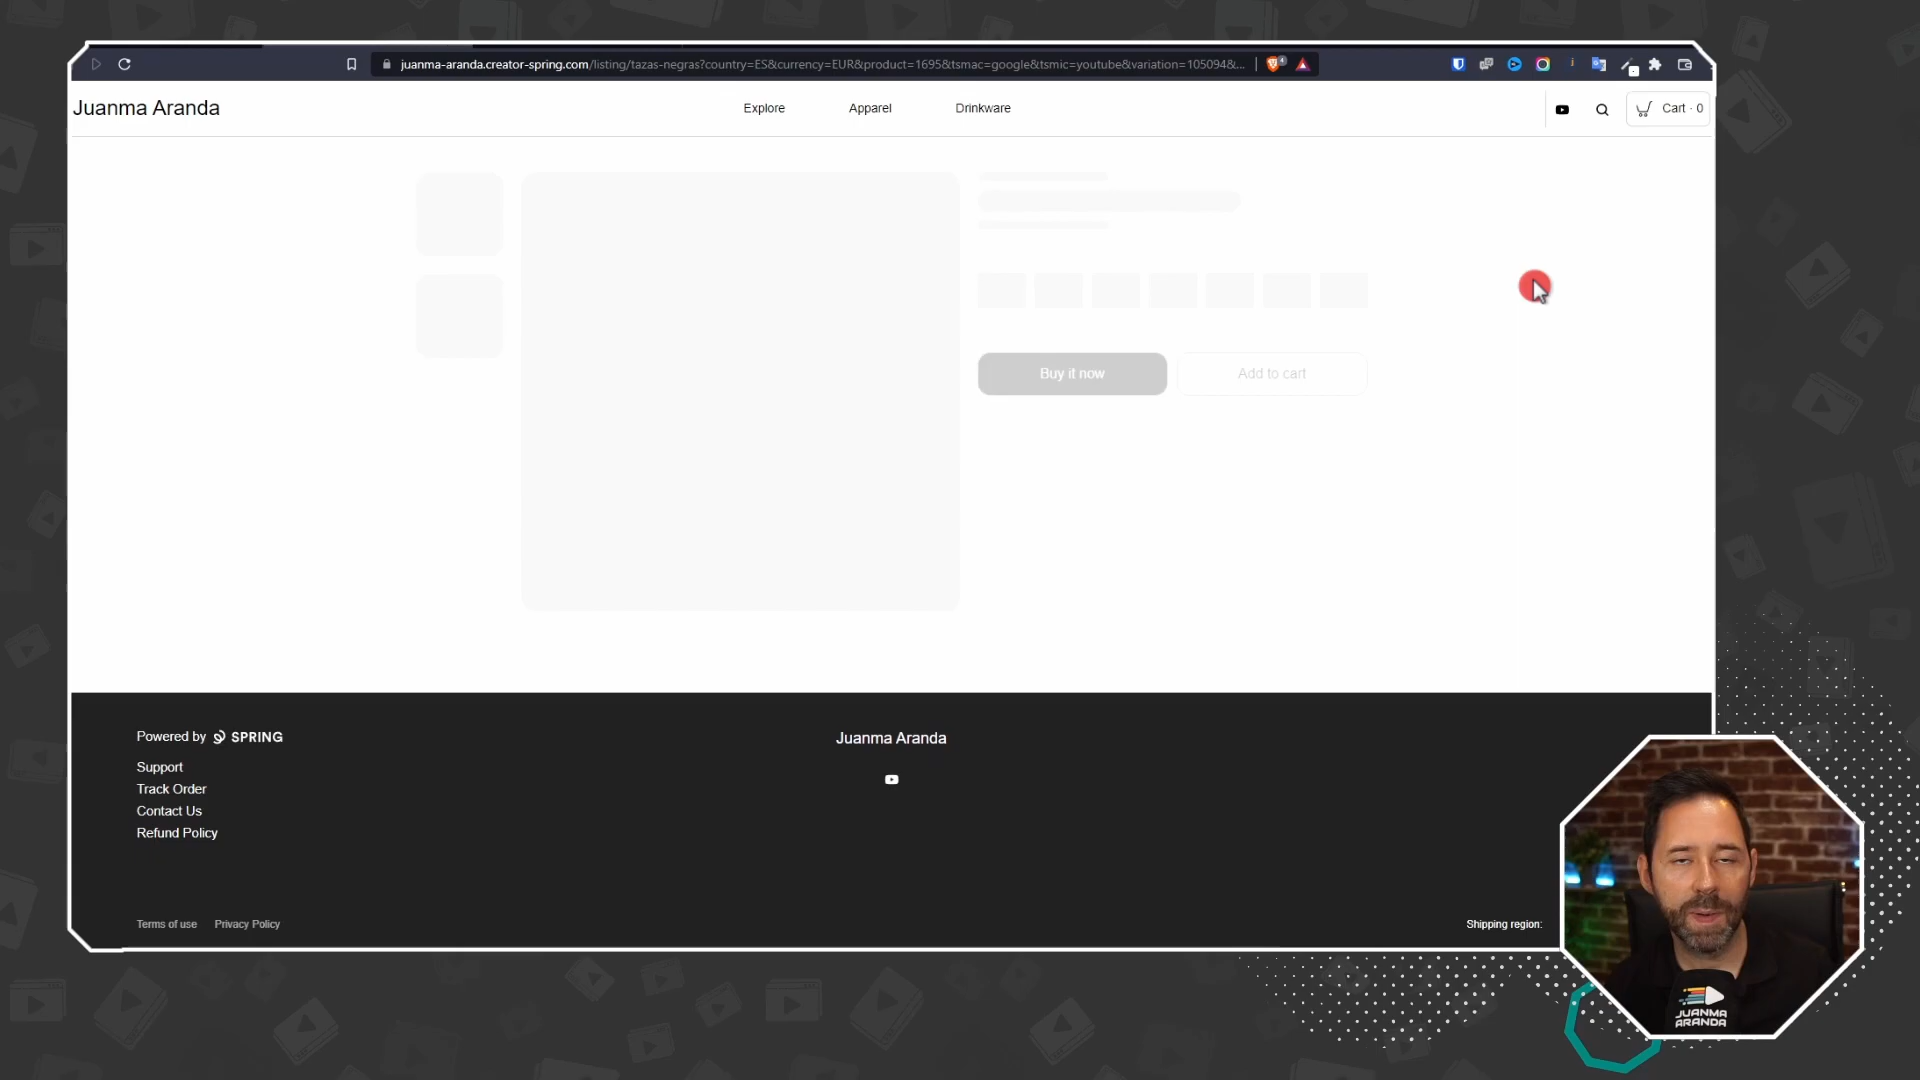 juanma-aranda.creator-spring.com/listing/tazas-negras?country=ES&currency=EUR&product=1695&tsmac=google&tsmic=youtube&variation=105094&...
Juanma Aranda
Explore
Apparel
Drinkware
Cart · 0
Buy it now
Add to cart
Powered by SPRING
Support
Track Order
Contact Us
Refund Policy
Juanma Aranda
Terms of use
Privacy Policy
Shipping region:
JUANMA
ARANDA